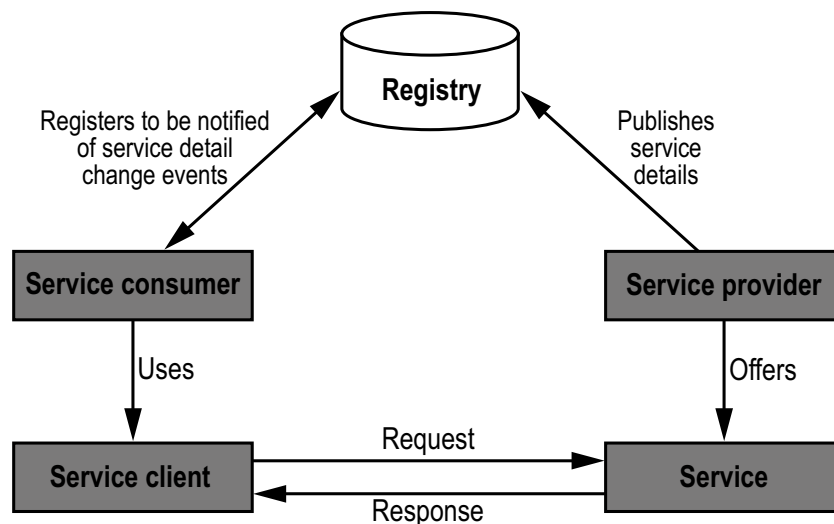 Registry
Registers to be notified
of service detail
change events
Publishes
service
details
Service consumer
Service provider
Uses
Offers
Service client
Request
Service
Response